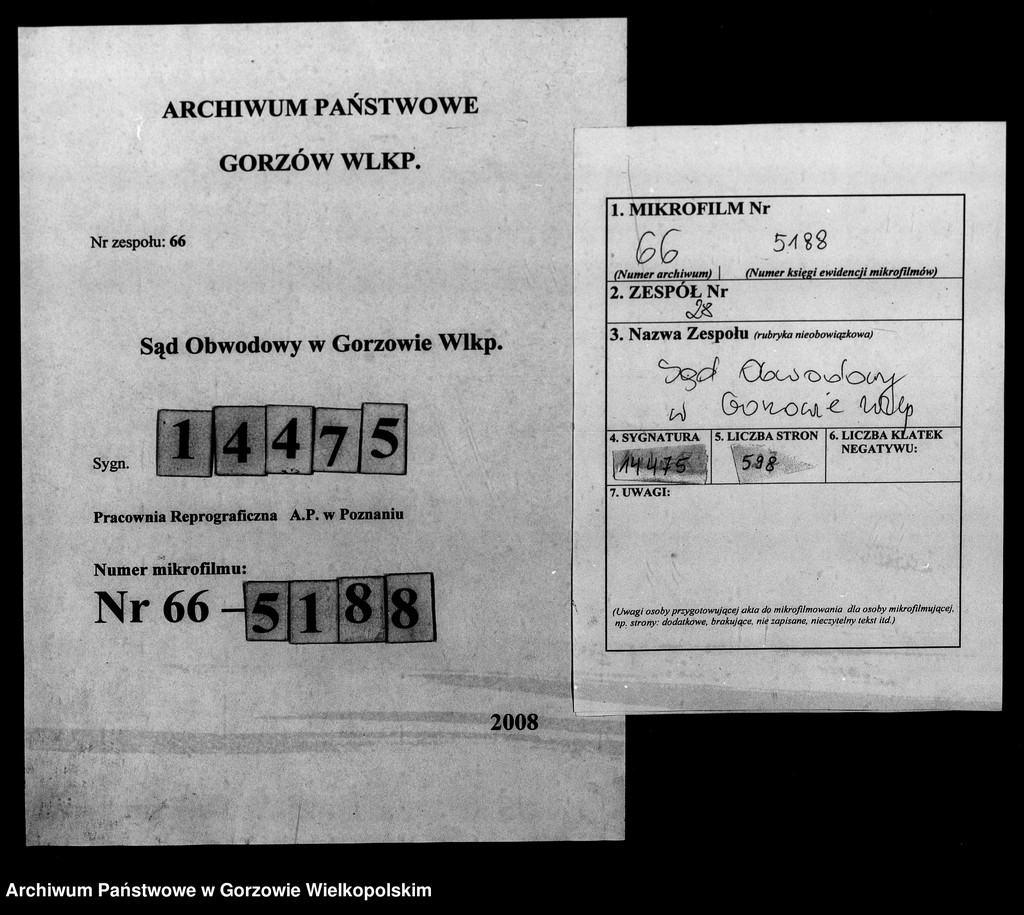 ARCHIWUM PAŃSTWOWE
GORZÓW WLKP.
Nr zespołu: 66
Sąd Obwodowy w Gorzowie Wlkp.
Sygn. 14475
Pracownia Reprograficzna A.P. w Poznaniu
Numer mikrofilmu:
Nr 66 – 5188
2008
1. MIKROFILM Nr
66 5188
(Numer archiwum) | (Numer księgi ewidencji mikrofilmów)
2. ZESPÓŁ Nr
28
3. Nazwa Zespołu (rubryka nieobowiązkowa)
Sąd Obwodowy
w Gorzowie Wlkp
4. SYGNATURA
14475
5. LICZBA STRON
598
6. LICZBA KLATEK
NEGATYWU:
7. UWAGI:
(Uwagi osoby przygotowującej akta do mikrofilmowania dla osoby mikrofilmującej,
np. strony: dodatkowe, brakujące, nie zapisane, nieczytelny tekst itd.)
Archiwum Państwowe w Gorzowie Wielkopolskim